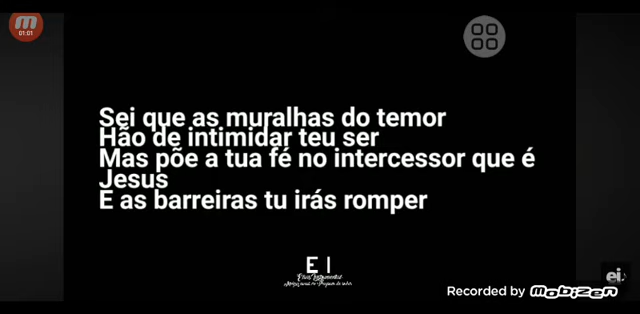 01:01
Sei que as muralhas do temor
Hão de intimidar teu ser
Mas põe a tua fé no intercessor que é
Jesus
E as barreiras tu irás romper
E I
ei
Recorded by Mobizen